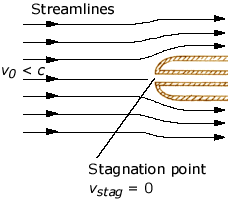 Streamlines
v0 < c
Stagnation point
vstag = 0